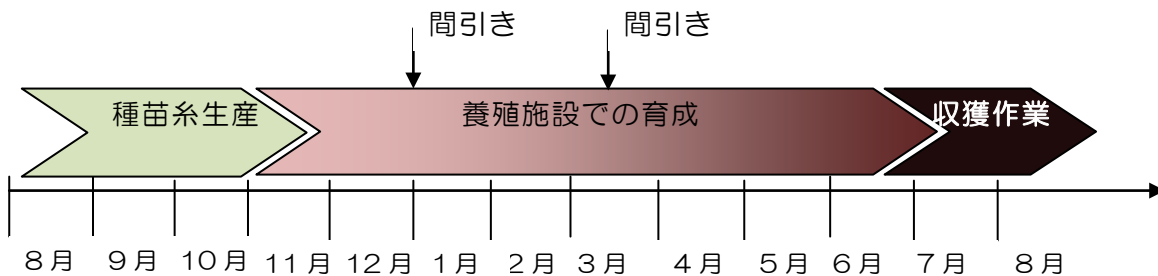 間引き 間引き
種苗糸生産 養殖施設での育成 収穫作業
8月 9月 10月 11月 12月 1月 2月 3月 4月 5月 6月 7月 8月